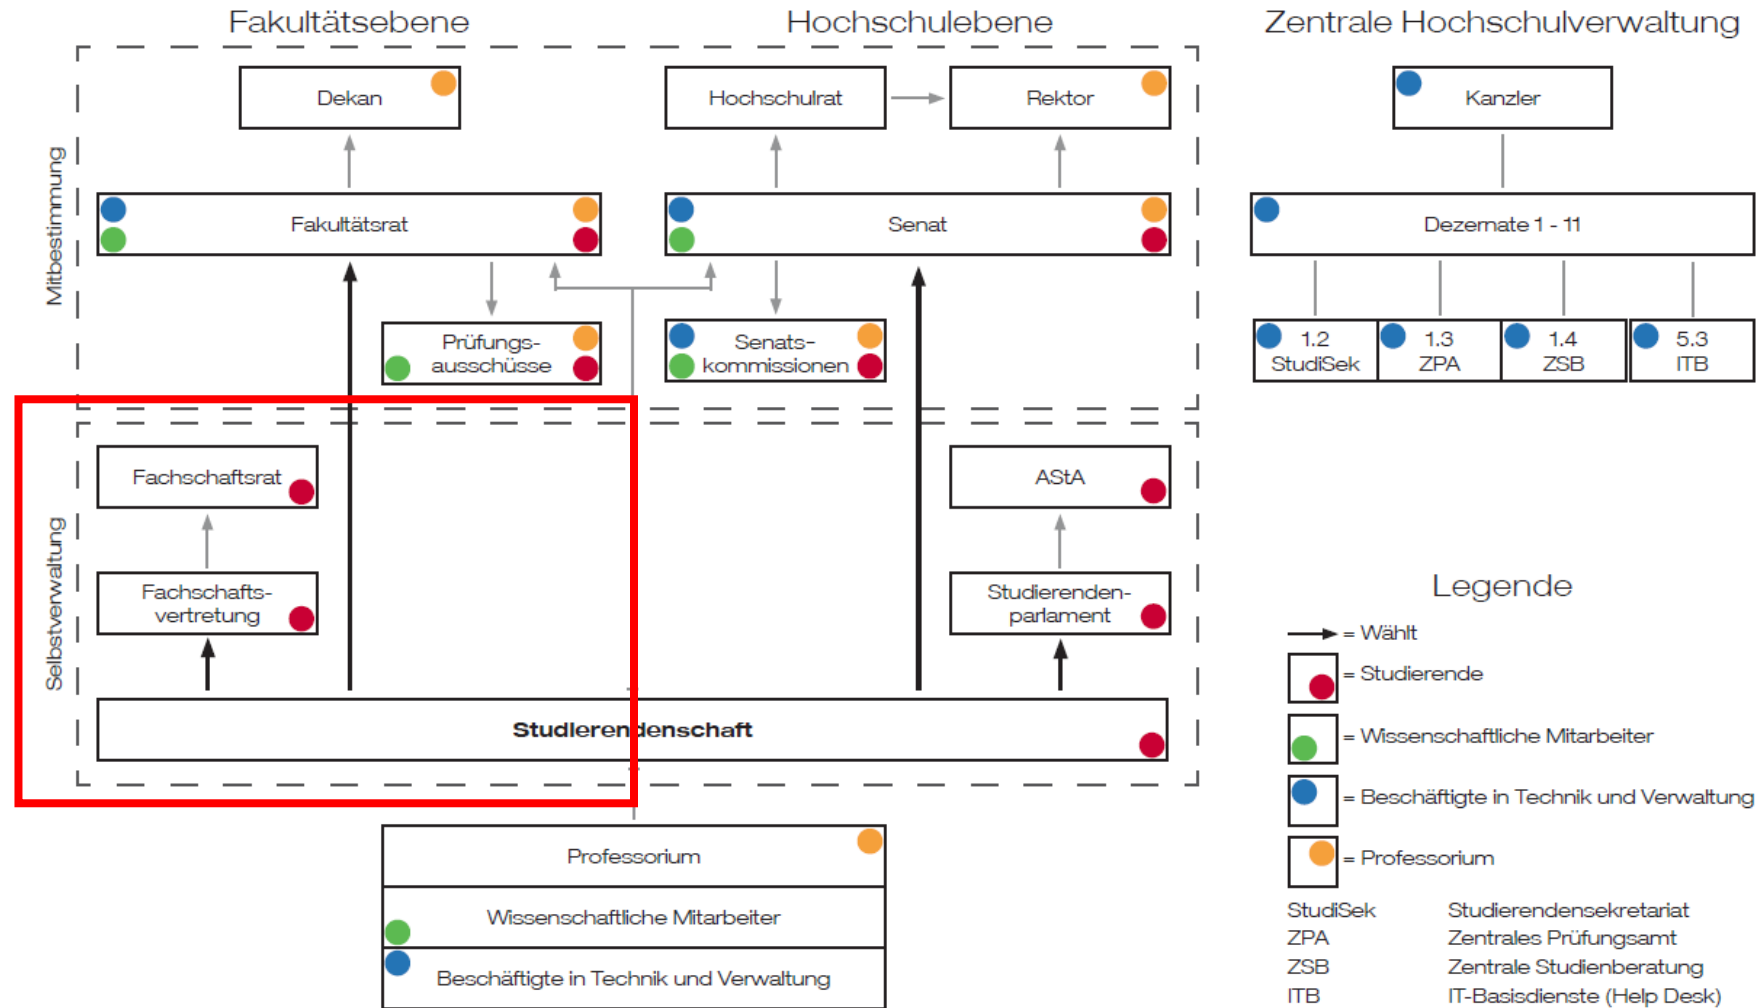 Fakultätsebene
Hochschulebene
Zentrale Hochschulverwaltung
Mitbestimmung
Dekan
Hochschulrat
Rektor
Kanzler
Fakultätsrat
Senat
Dezernate 1 - 11
Prüfungs-
ausschüsse
Senats-
kommissionen
1.2
StudiSek
1.3
ZPA
1.4
ZSB
5.3
ITB
Selbstverwaltung
Fachschaftsrat
AStA
Fachschafts-
vertretung
Studierenden-
parlament
Studierendenschaft
Professorium
Wissenschaftliche Mitarbeiter
Beschäftigte in Technik und Verwaltung
Legende
= Wählt
= Studierende
= Wissenschaftliche Mitarbeiter
= Beschäftigte in Technik und Verwaltung
= Professorium
StudiSek Studierendensekretariat
ZPA Zentrales Prüfungsamt
ZSB Zentrale Studienberatung
ITB IT-Basisdienste (Help Desk)